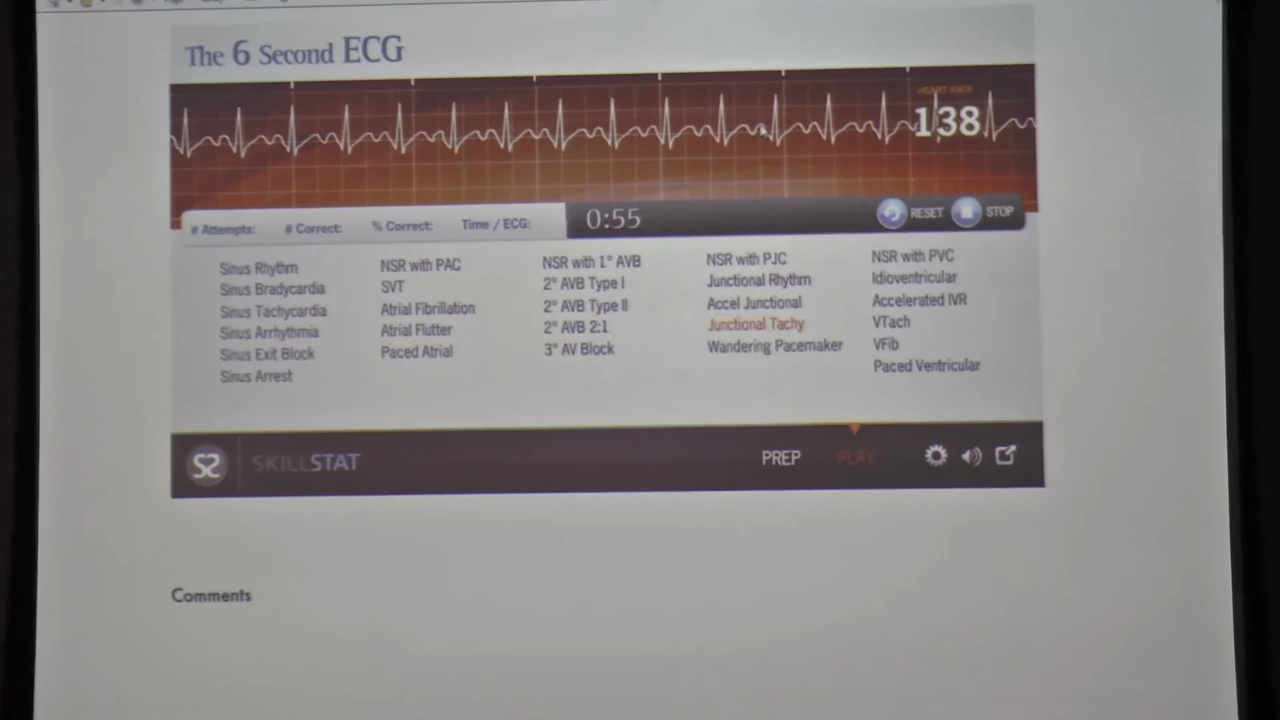 The 6 Second ECG
HEART RATE
138
# Attempts: # Correct: % Correct: Time / ECG: 0:55 RESET STOP
Sinus Rhythm
Sinus Bradycardia
Sinus Tachycardia
Sinus Arrhythmia
Sinus Exit Block
Sinus Arrest
NSR with PAC
SVT
Atrial Fibrillation
Atrial Flutter
Paced Atrial
NSR with 1° AVB
2° AVB Type I
2° AVB Type II
2° AVB 2:1
3° AV Block
NSR with PJC
Junctional Rhythm
Accel Junctional
Junctional Tachy
Wandering Pacemaker
NSR with PVC
Idioventricular
Accelerated IVR
VTach
VFib
Paced Ventricular
SKILLSTAT PREP PLAY
Comments